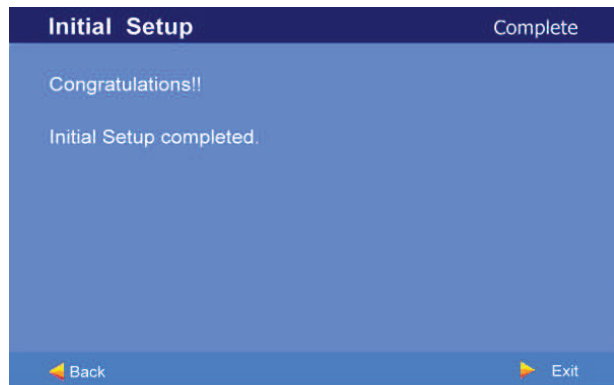 Initial Setup Complete
Congratulations!!
Initial Setup completed.
Back Exit